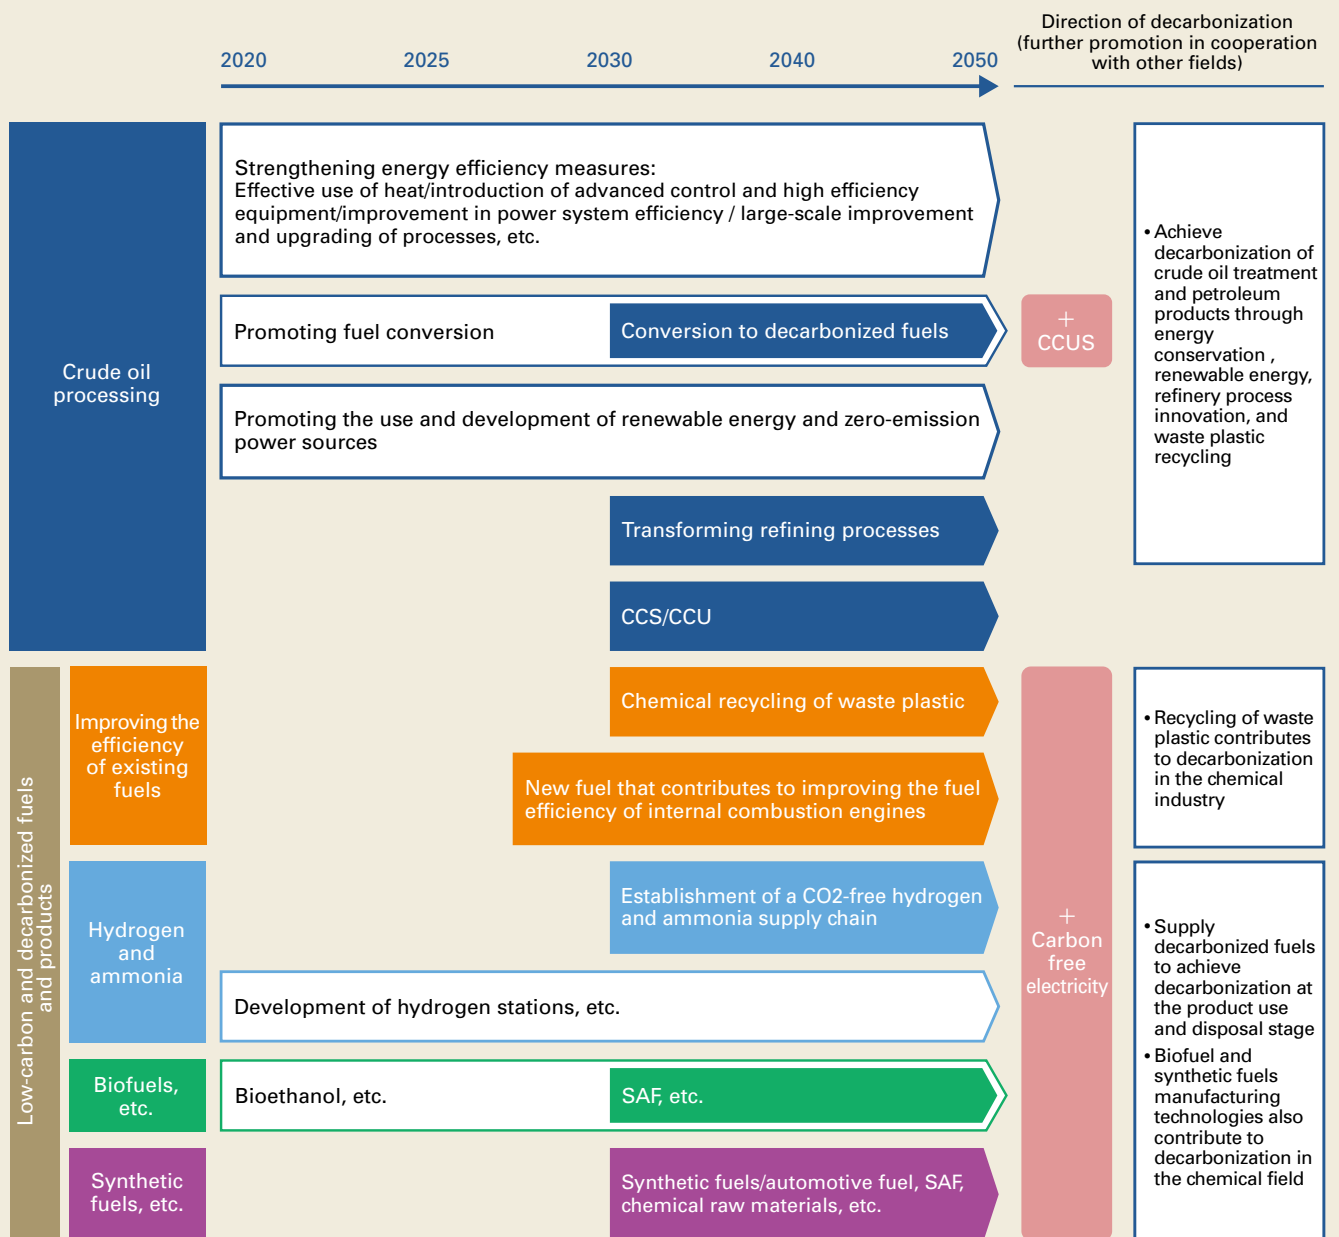 Direction of decarbonization
(further promotion in cooperation
with other fields)
2020
2025
2030
2040
2050
Crude oil
processing
Strengthening energy efficiency measures:
Effective use of heat/introduction of advanced control and high efficiency
equipment/improvement in power system efficiency / large-scale improvement
and upgrading of processes, etc.
Promoting fuel conversion
Conversion to decarbonized fuels
+
CCUS
Promoting the use and development of renewable energy and zero-emission
power sources
Transforming refining processes
CCS/CCU
• Achieve
decarbonization of
crude oil treatment
and petroleum
products through
energy
conservation ,
renewable energy,
refinery process
innovation, and
waste plastic
recycling
Low-carbon and decarbonized fuels
and products
Improving the
efficiency
of existing
fuels
Chemical recycling of waste plastic
New fuel that contributes to improving the fuel
efficiency of internal combustion engines
• Recycling of waste
plastic contributes
to decarbonization
in the chemical
industry
Hydrogen
and
ammonia
Establishment of a CO2-free hydrogen
and ammonia supply chain
Development of hydrogen stations, etc.
+
Carbon
free
electricity
Biofuels,
etc.
Bioethanol, etc.
SAF, etc.
Synthetic
fuels, etc.
Synthetic fuels/automotive fuel, SAF,
chemical raw materials, etc.
• Supply
decarbonized fuels
to achieve
decarbonization at
the product use
and disposal stage
• Biofuel and
synthetic fuels
manufacturing
technologies also
contribute to
decarbonization in
the chemical field